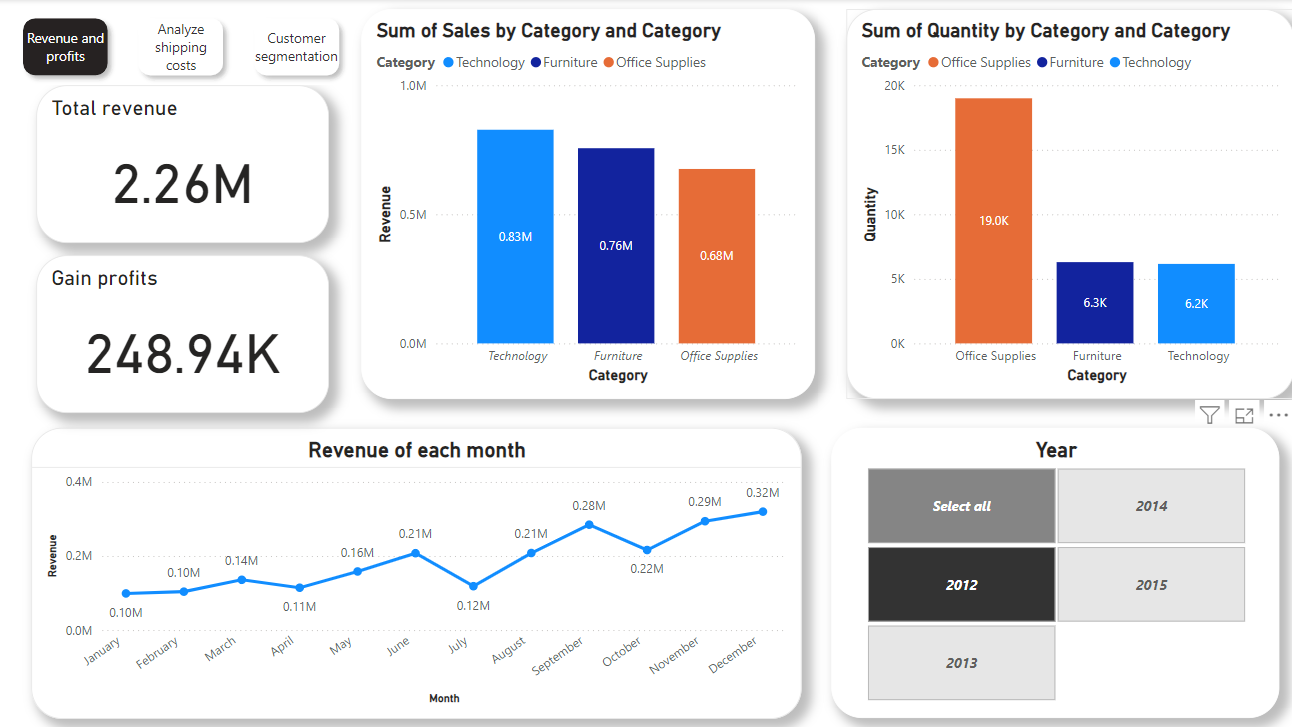 Revenue and
profits
Analyze
shipping
costs
Customer
segmentation
Total revenue
2.26M
Gain profits
248.94K
Sum of Sales by Category and Category
Category Technology Furniture Office Supplies
1.0M
0.5M
0.0M
Revenue
0.83M
0.76M
0.68M
Technology Furniture Office Supplies
Category
Sum of Quantity by Category and Category
Category Office Supplies Furniture Technology
20K
15K
10K
5K
0K
Quantity
19.0K
6.3K
6.2K
Office Supplies Furniture Technology
Category
Revenue of each month
0.4M
0.2M
0.0M
Revenue
0.10M
0.10M
0.14M
0.11M
0.16M
0.21M
0.12M
0.21M
0.28M
0.22M
0.29M
0.32M
January February March April May June July August September October November December
Month
Year
Select all 2014
2012 2015
2013